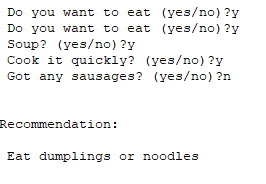 Do you want to eat (yes/no)?y
Do you want to eat (yes/no)?y
Soup? (yes/no)?y
Cook it quickly? (yes/no)?y
Got any sausages? (yes/no)?n
Recommendation:
Eat dumplings or noodles